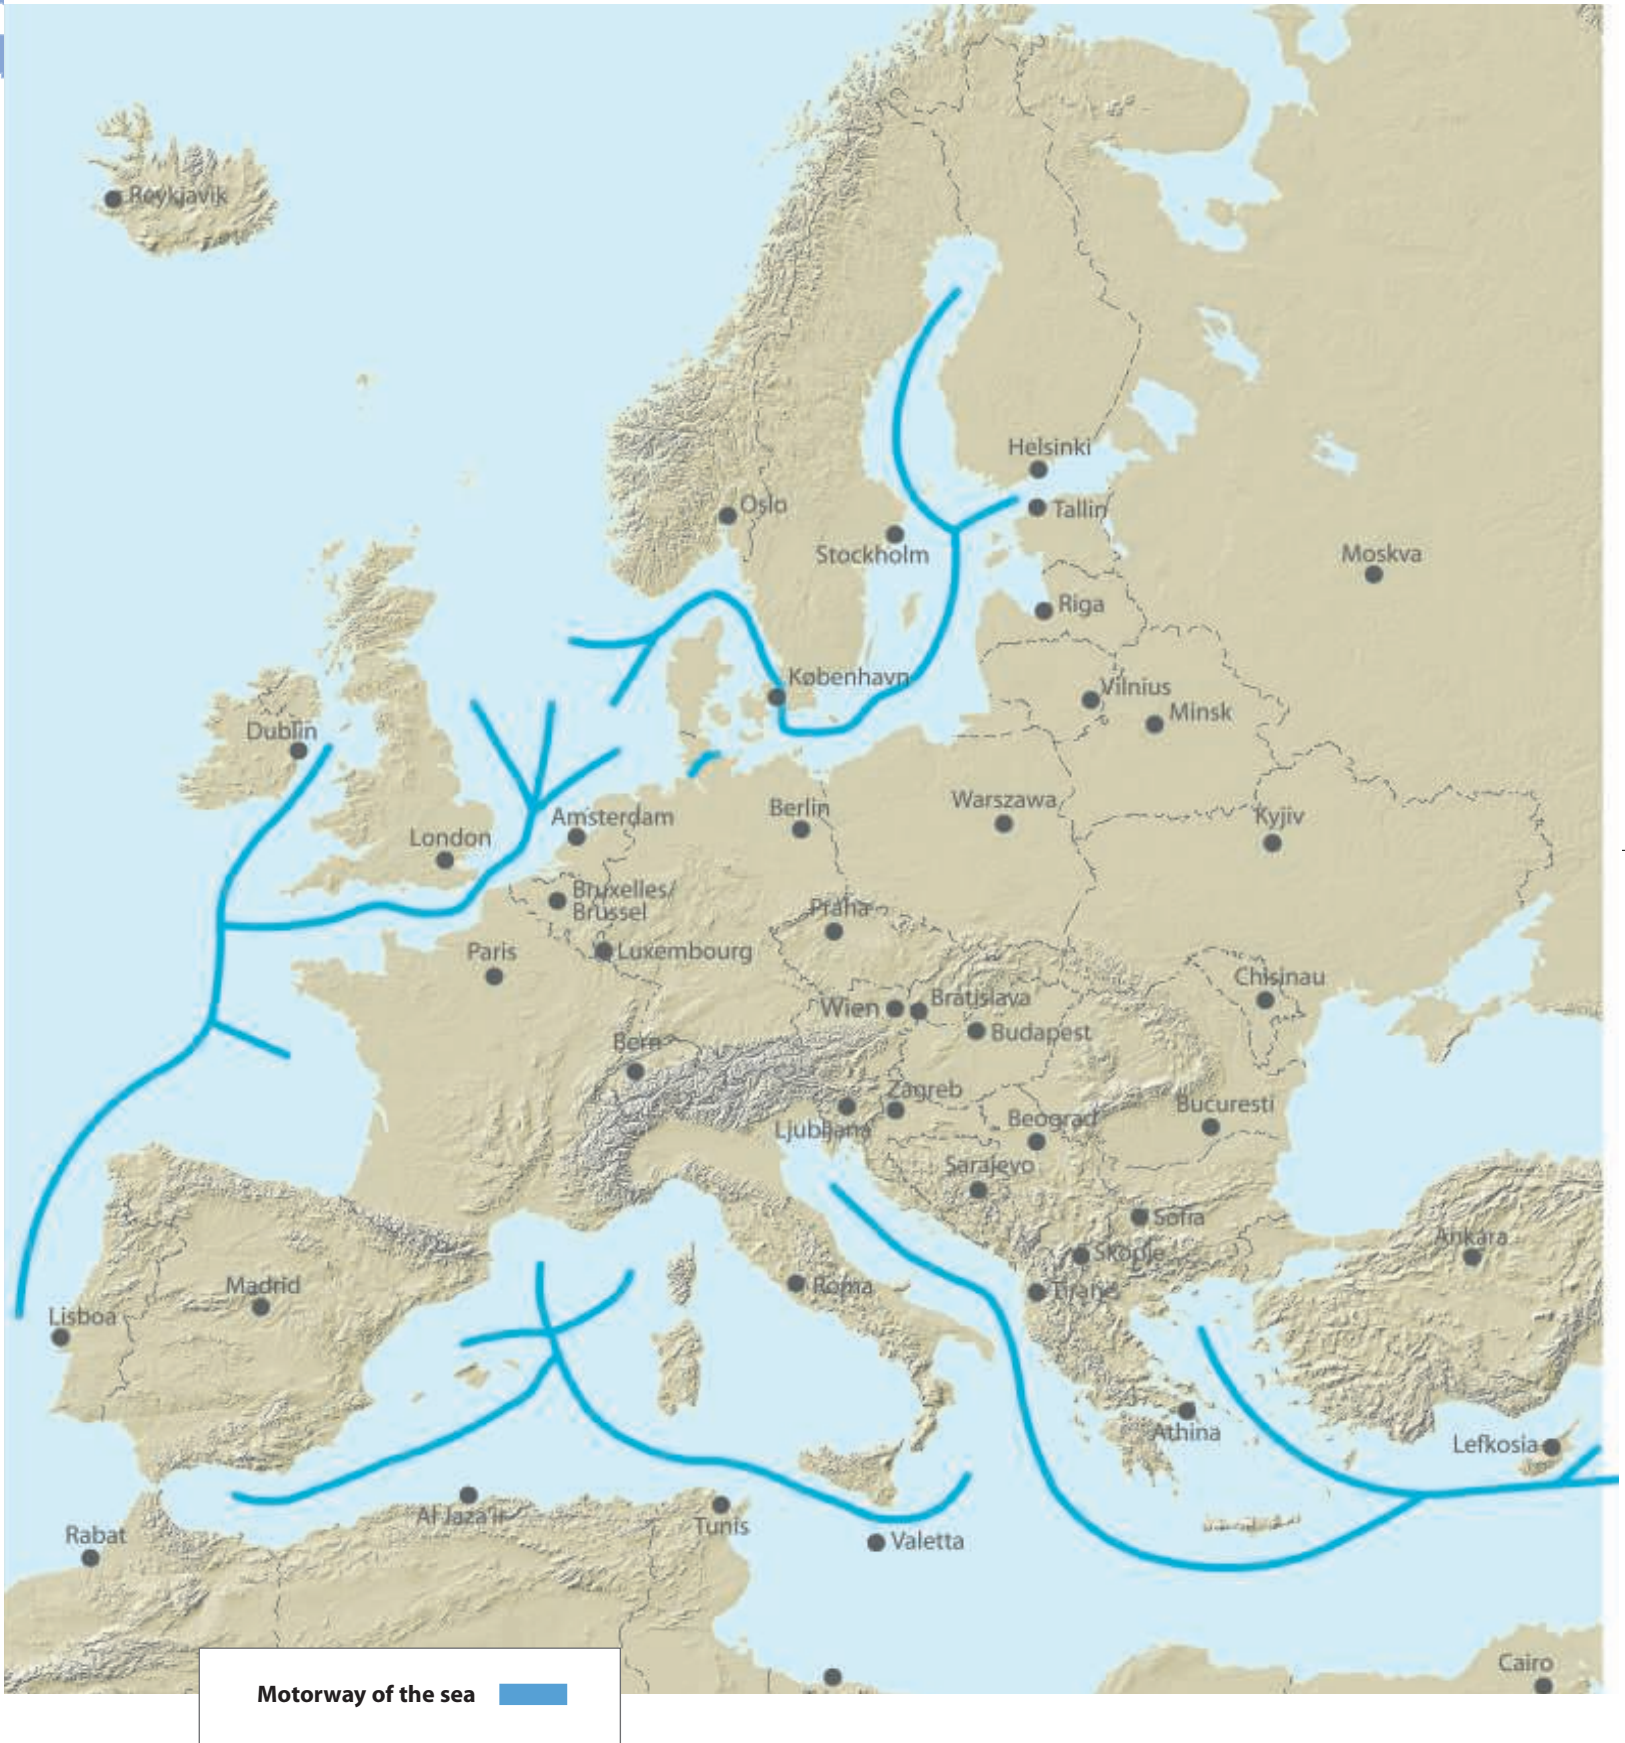 Reykjavik
Helsinki
Oslo
Tallin
Stockholm
Moskva
Riga
København
Vilnius
Minsk
Dublin
Warszawa
Berlin
Amsterdam
Kyjiv
London
Bruxelles/
Brussel
Praha
Paris
Luxembourg
Chisinau
Wien
Bratislava
Budapest
Bern
Zagreb
Bucuresti
Beograd
Ljubljana
Sarajevo
Sofia
Ankara
Skopje
Madrid
Roma
Tiranë
Lisboa
Athina
Lefkosia
Al Jaza'ir
Tunis
Rabat
Valetta
Cairo
Motorway of the sea